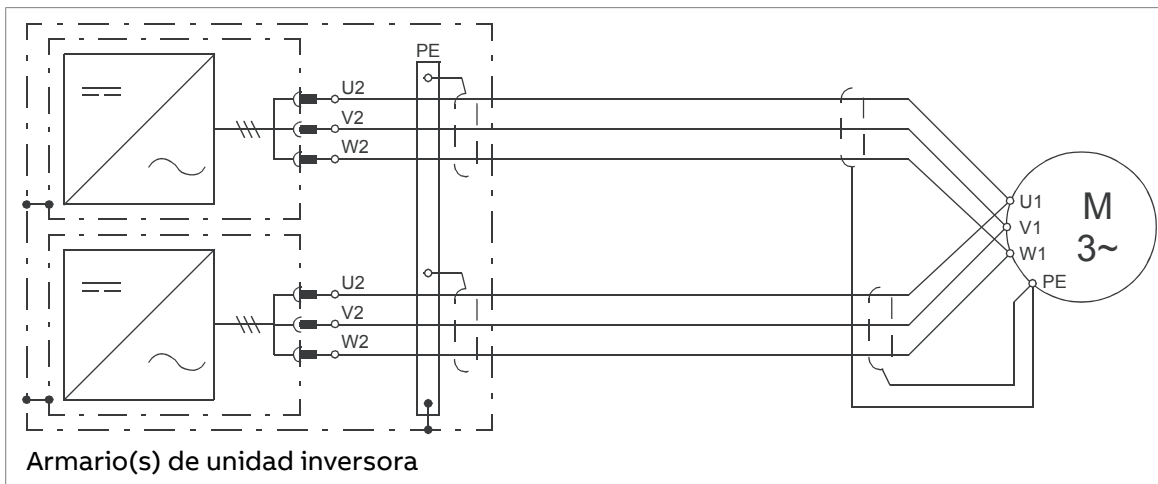 PE
U2
V2
W2
U1
V1
W1
PE
M
3~
U2
V2
W2
Armario(s) de unidad inversora